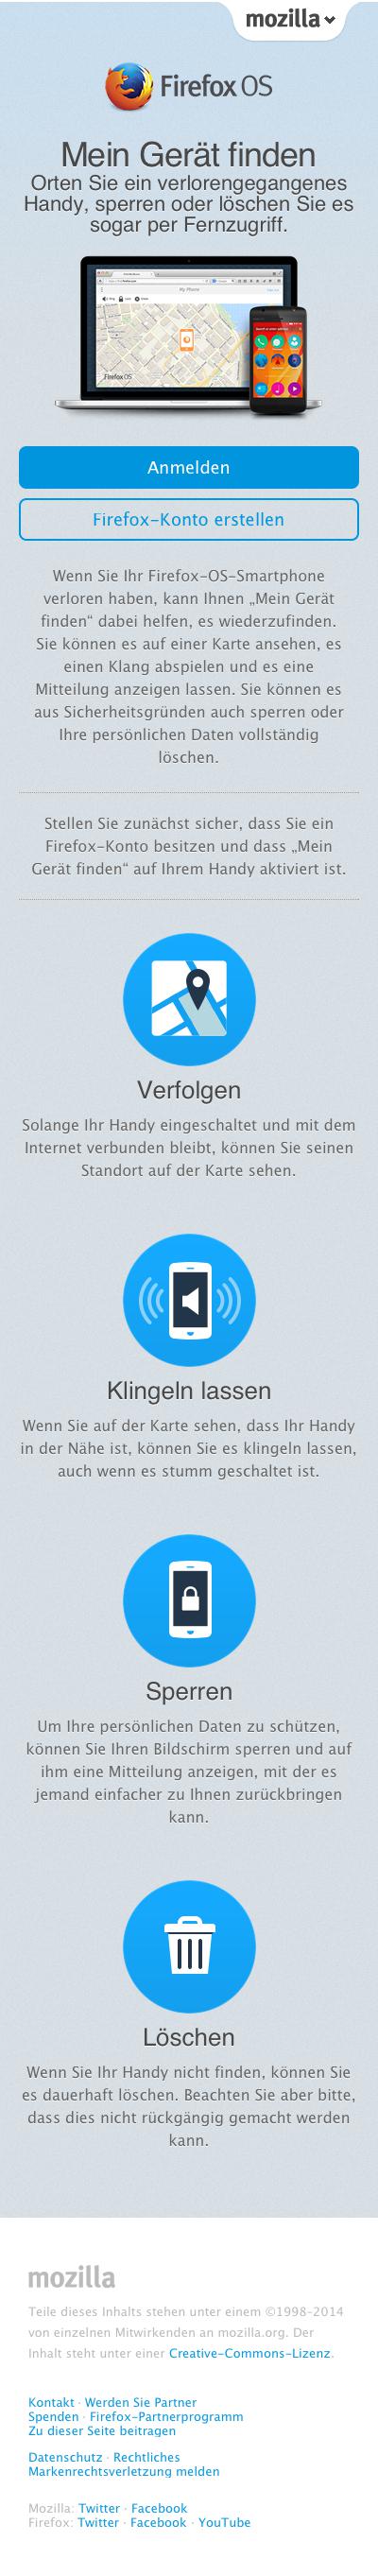 mozilla
Firefox OS
Mein Gerät finden
Orten Sie ein verlorengegangenes
Handy, sperren oder löschen Sie es
sogar per Fernzugriff.
My Phone
Firefox OS
Anmelden
Firefox-Konto erstellen
Wenn Sie Ihr Firefox-OS-Smartphone
verloren haben, kann Ihnen „Mein Gerät
finden“ dabei helfen, es wiederzufinden.
Sie können es auf einer Karte ansehen, es
einen Klang abspielen und es eine
Mitteilung anzeigen lassen. Sie können es
aus Sicherheitsgründen auch sperren oder
Ihre persönlichen Daten vollständig
löschen.
Stellen Sie zunächst sicher, dass Sie ein
Firefox-Konto besitzen und dass „Mein
Gerät finden“ auf Ihrem Handy aktiviert ist.
Verfolgen
Solange Ihr Handy eingeschaltet und mit dem
Internet verbunden bleibt, können Sie seinen
Standort auf der Karte sehen.
Klingeln lassen
Wenn Sie auf der Karte sehen, dass Ihr Handy
in der Nähe ist, können Sie es klingeln lassen,
auch wenn es stumm geschaltet ist.
Sperren
Um Ihre persönlichen Daten zu schützen,
können Sie Ihren Bildschirm sperren und auf
ihm eine Mitteilung anzeigen, mit der es
jemand einfacher zu Ihnen zurückbringen
kann.
Löschen
Wenn Sie Ihr Handy nicht finden, können Sie
es dauerhaft löschen. Beachten Sie aber bitte,
dass dies nicht rückgängig gemacht werden
kann.
mozilla
Teile dieses Inhalts stehen unter einem ©1998–2014
von einzelnen Mitwirkenden an mozilla.org. Der
Inhalt steht unter einer Creative-Commons-Lizenz.
Kontakt · Werden Sie Partner
Spenden · Firefox-Partnerprogramm
Zu dieser Seite beitragen
Datenschutz · Rechtliches
Markenrechtsverletzung melden
Mozilla: Twitter · Facebook
Firefox: Twitter · Facebook · YouTube